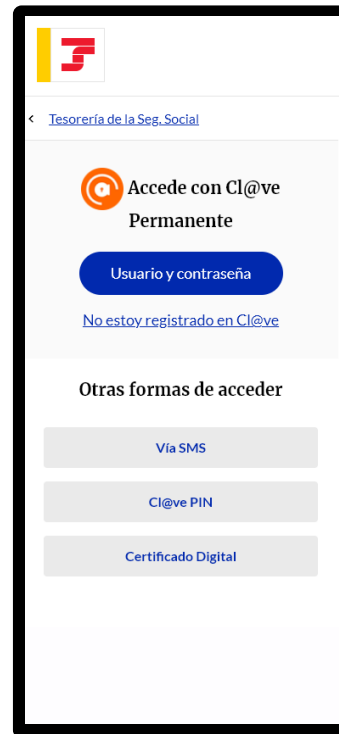 Tesorería de la Seg. Social
Accede con Cl@ve
Permanente
Usuario y contraseña
No estoy registrado en Cl@ve
Otras formas de acceder
Vía SMS
Cl@ve PIN
Certificado Digital